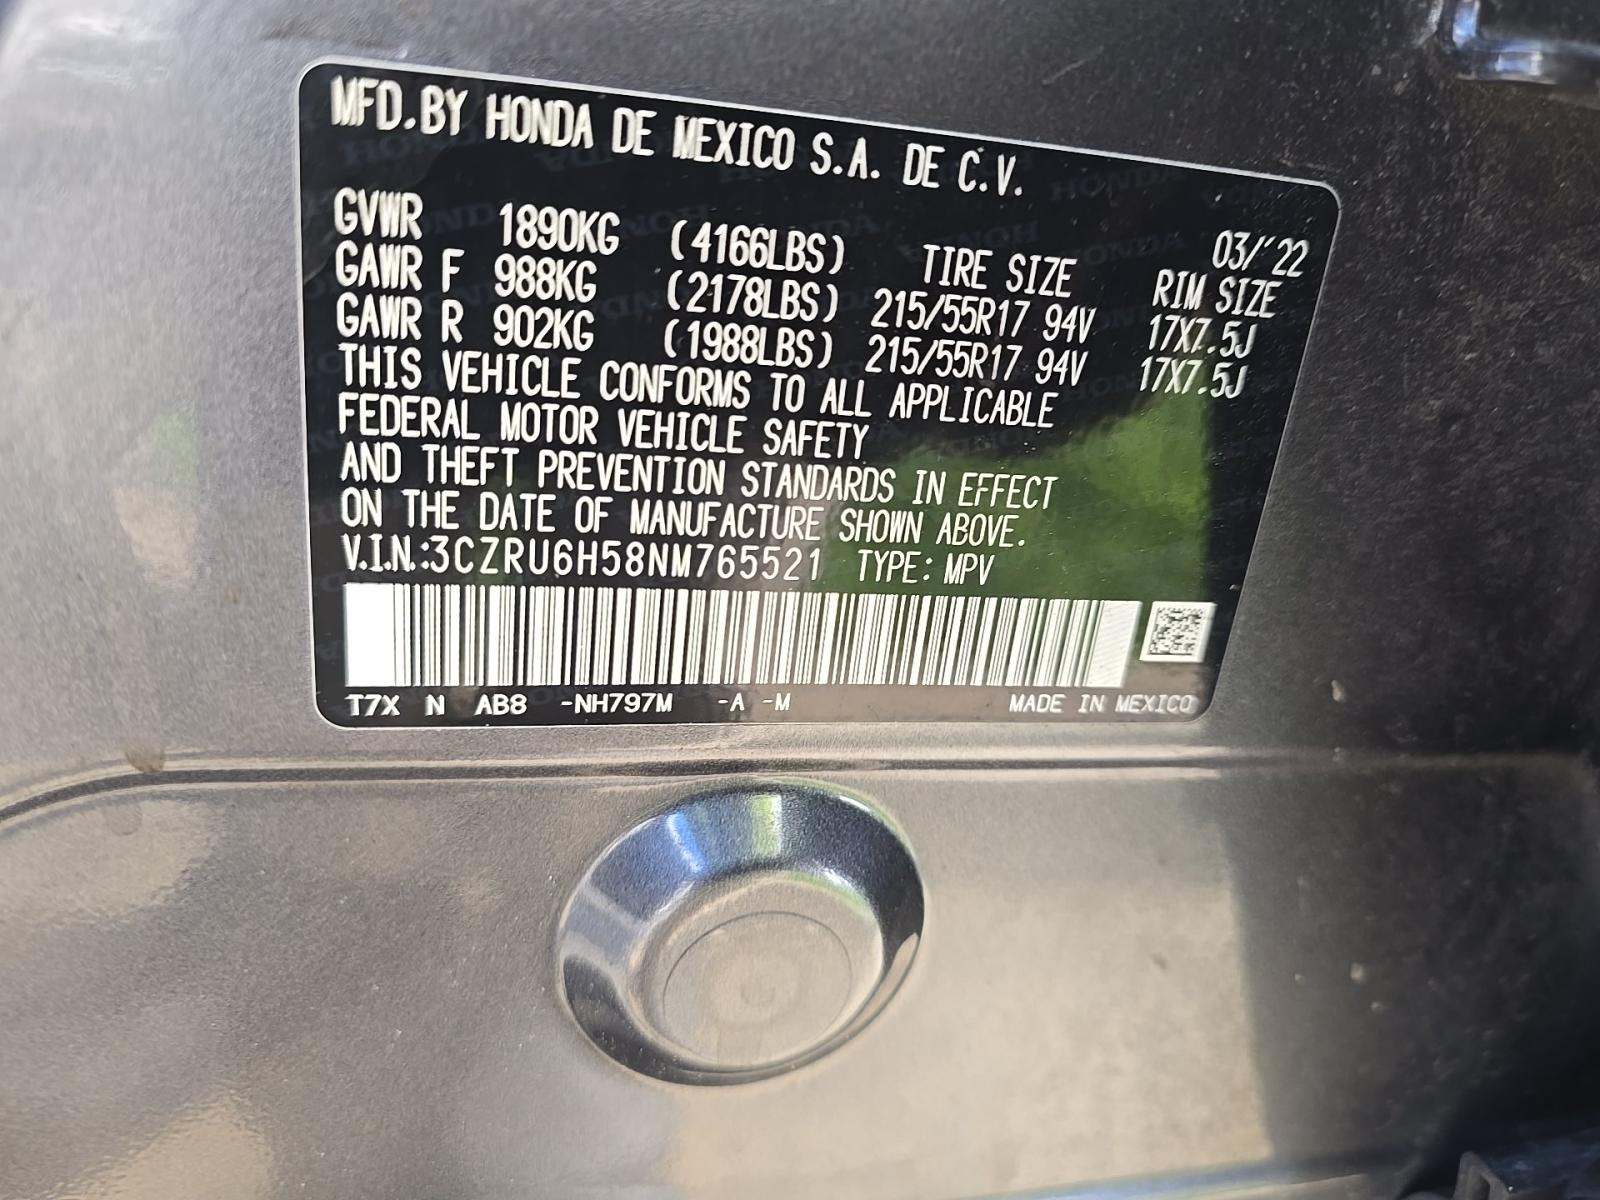 MFD.BY HONDA DE MEXICO S.A. DE C.V.
03/'22
GVWR 1890KG (4166LBS) TIRE SIZE RIM SIZE
GAWR F 988KG (2178LBS) 215/55R17 94V 17X7.5J
GAWR R 902KG (1988LBS) 215/55R17 94V 17X7.5J
THIS VEHICLE CONFORMS TO ALL APPLICABLE
FEDERAL MOTOR VEHICLE SAFETY
AND THEFT PREVENTION STANDARDS IN EFFECT
ON THE DATE OF MANUFACTURE SHOWN ABOVE.
V.I.N.:3CZRU6H58NM765521 TYPE: MPV
T7X N AB8 -NH797M -A -M MADE IN MEXICO